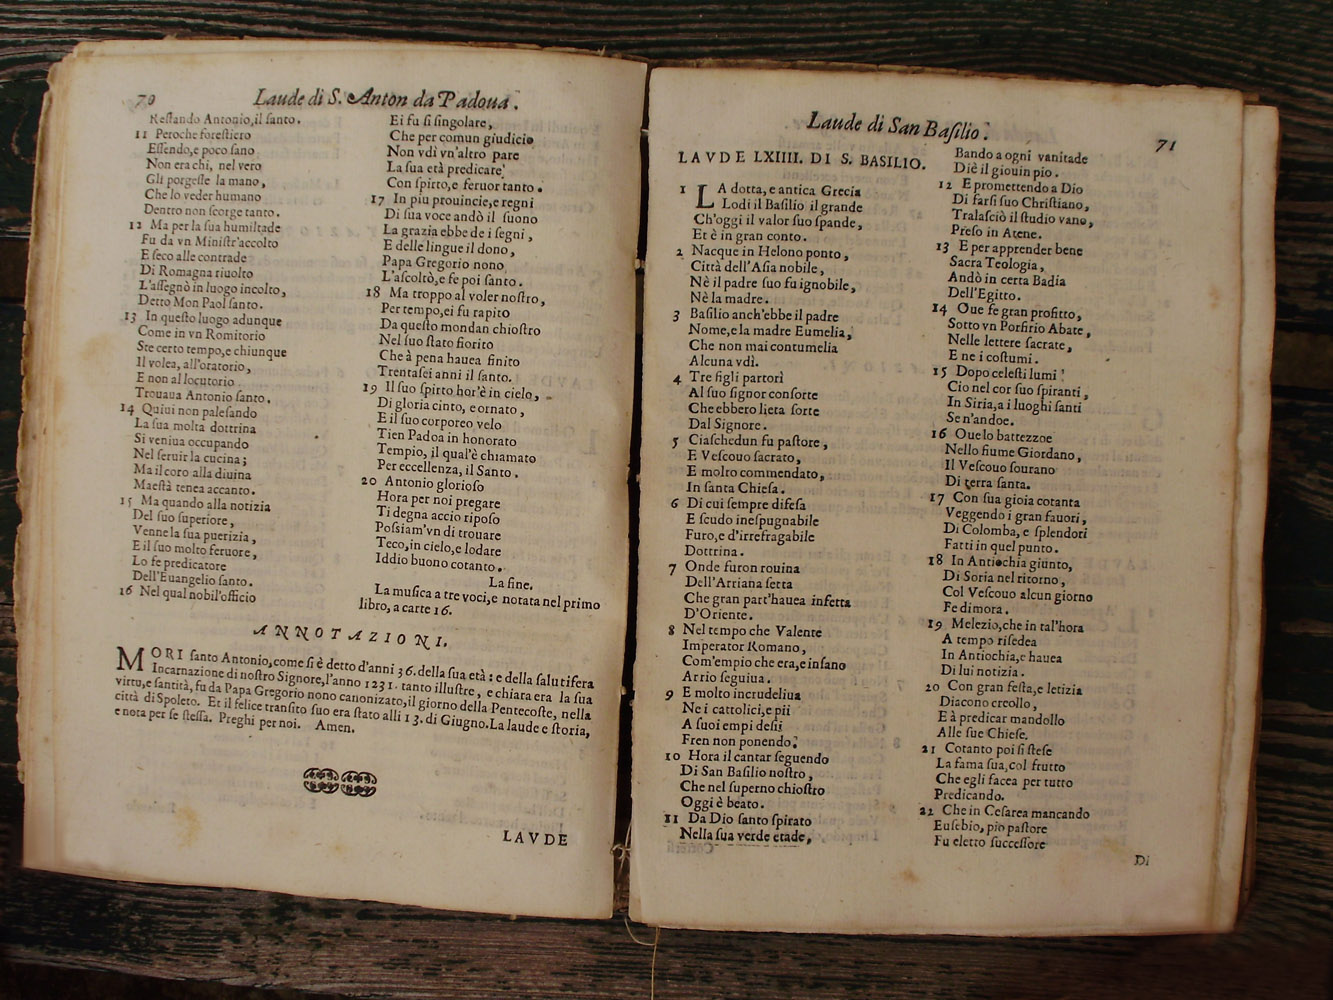 70 Laude di S. Anton da Padoua.
Restando Antonio, il santo.
11 Peroche forestiero
Essendo, e poco sano
Non era chi, nel vero
Gli porgesse la mano,
Che lo veder humano
Dentro non scorge tanto.
12 Ma per la sua humiltade
Fu da vn Ministr'accolto
E seco alle contrade
Di Romagna riuolto
L'assegnò in luogo incolto,
Detto Mon Paol santo.
13 In questo luogo adunque
Come in vn Romitorio
Ste certo tempo, e chiunque
Il volea, all'oratorio,
E non al locutorio
Trouaua Antonio santo.
14 Quiui non palesando
La sua molta dottrina
Si veniua occupando
Nel seruir la cucina;
Ma il coro alla diuina
Maestà tenea accanto.
15 Ma quando alla notizia
Del suo superiore,
Venne la sua puerizia,
E il suo molto feruore,
Lo fe predicatore
Dell'Euangelio santo.
16 Nel qual nobil'officio
Ei fu sì singolare,
Che per comun giudicio
Non vdì vn'altro pare
La sua età predicare
Con spirto, e feruor tanto.
17 In piu prouincie, e regni
Di sua voce andò il suono
La grazia ebbe de i segni,
E delle lingue il dono,
Papa Gregorio nono
L'ascoltò, e fe poi santo.
18 Ma troppo al voler nostro,
Per tempo, ei fu rapito
Da questo mondan chiostro
Nel suo stato fiorito
Che à pena hauea finito
Trentasei anni il santo.
19 Il suo spirto hor'è in cielo,
Di gloria cinto, e ornato,
E il suo corporeo velo
Tien Padoa in honorato
Tempio, il qual'è chiamato
Per eccellenza, il Santo.
20 Antonio glorioso
Hora per noi pregare
Ti degna accio riposo
Possiam'vn dì trouare
Teco, in cielo, e lodare
Iddio buono cotanto.
La fine.
La musica a tre voci, e notata nel primo
libro, a carte 16.
ANNOTAZIONI.
MORI santo Antonio, come si è detto d'anni 36. della sua età: e della salutifera
Incarnazione di nostro Signore, l'anno 1231. tanto illustre, e chiara era la sua
virtu, e santità, fu da Papa Gregorio nono canonizato, il giorno della Pentecoste, nella
città di Spoleto. Et il felice transito suo era stato alli 13. di Giugno. La laude e storia,
e nota per se stessa. Preghi per noi. Amen.
LAVDE
Laude di San Basilio. 71
LAVDE LXIIII. DI S. BASILIO.
1 LA dotta, e antica Grecia
Lodi il Basilio il grande
Ch'oggi il valor suo spande,
Et è in gran conto.
2 Nacque in Helono ponto,
Città dell'Asia nobile,
Nè il padre suo fu ignobile,
Nè la madre.
3 Basilio anch'ebbe il padre
Nome, e la madre Eumelia,
Che non mai contumelia
Alcuna vdì.
4 Tre figli partorì
Al suo signor consorte
Che ebbero lieta sorte
Dal Signore.
5 Ciaschedun fu pastore,
E Vescouo sacrato,
E molto commendato,
In santa Chiesa.
6 Di cui sempre difesa
E scudo inespugnabile
Furo, e d'irrefragabile
Dottrina.
7 Onde furon rouina
Dell'Arriana setta
Che gran part'hauea infetta
D'Oriente.
8 Nel tempo che Valente
Imperator Romano,
Com'empio che era, e insano
Arrio seguiua.
9 E molto incrudeliua
Ne i cattolici, e pii
A suoi empi desii
Fren non ponendo.
10 Hora il cantar seguendo
Di San Basilio nostro,
Che nel superno chiostro
Oggi è beato.
11 Da Dio santo spirato
Nella sua verde etade,
Bando a ogni vanitade
Diè il giouin pio.
12 E promettendo a Dio
Di farsi suo Christiano,
Tralasciò il studio vano,
Preso in Atene.
13 E per apprender bene
Sacra Teologia,
Andò in certa Badia
Dell'Egitto.
14 Oue fe gran profitto,
Sotto vn Porfirio Abate,
Nelle lettere sacrate,
E ne i costumi.
15 Dopo celesti lumi
Cio nel cor suo spiranti,
In Siria, a i luoghi santi
Se n'andoe.
16 Oue lo battezzoe
Nello fiume Giordano,
Il Vescouo sourano
Di terra santa.
17 Con sua gioia cotanta
Veggendo i gran fauori,
Di Colomba, e splendori
Fatti in quel punto.
18 In Antiochia giunto,
Di Soria nel ritorno,
Col Vescouo alcun giorno
Fe dimora.
19 Melezio, che in tal'hora
A tempo risedea
In Antiochia, e hauea
Di lui notizia.
20 Con gran festa, e letizia
Diacono creollo,
E à predicar mandollo
Alle sue Chiese.
21 Cotanto poi si stese
La fama sua, col frutto
Che egli facea per tutto
Predicando.
22 Che in Cesarea mancando
Eusebio, pio pastore
Fu eletto successore
Di